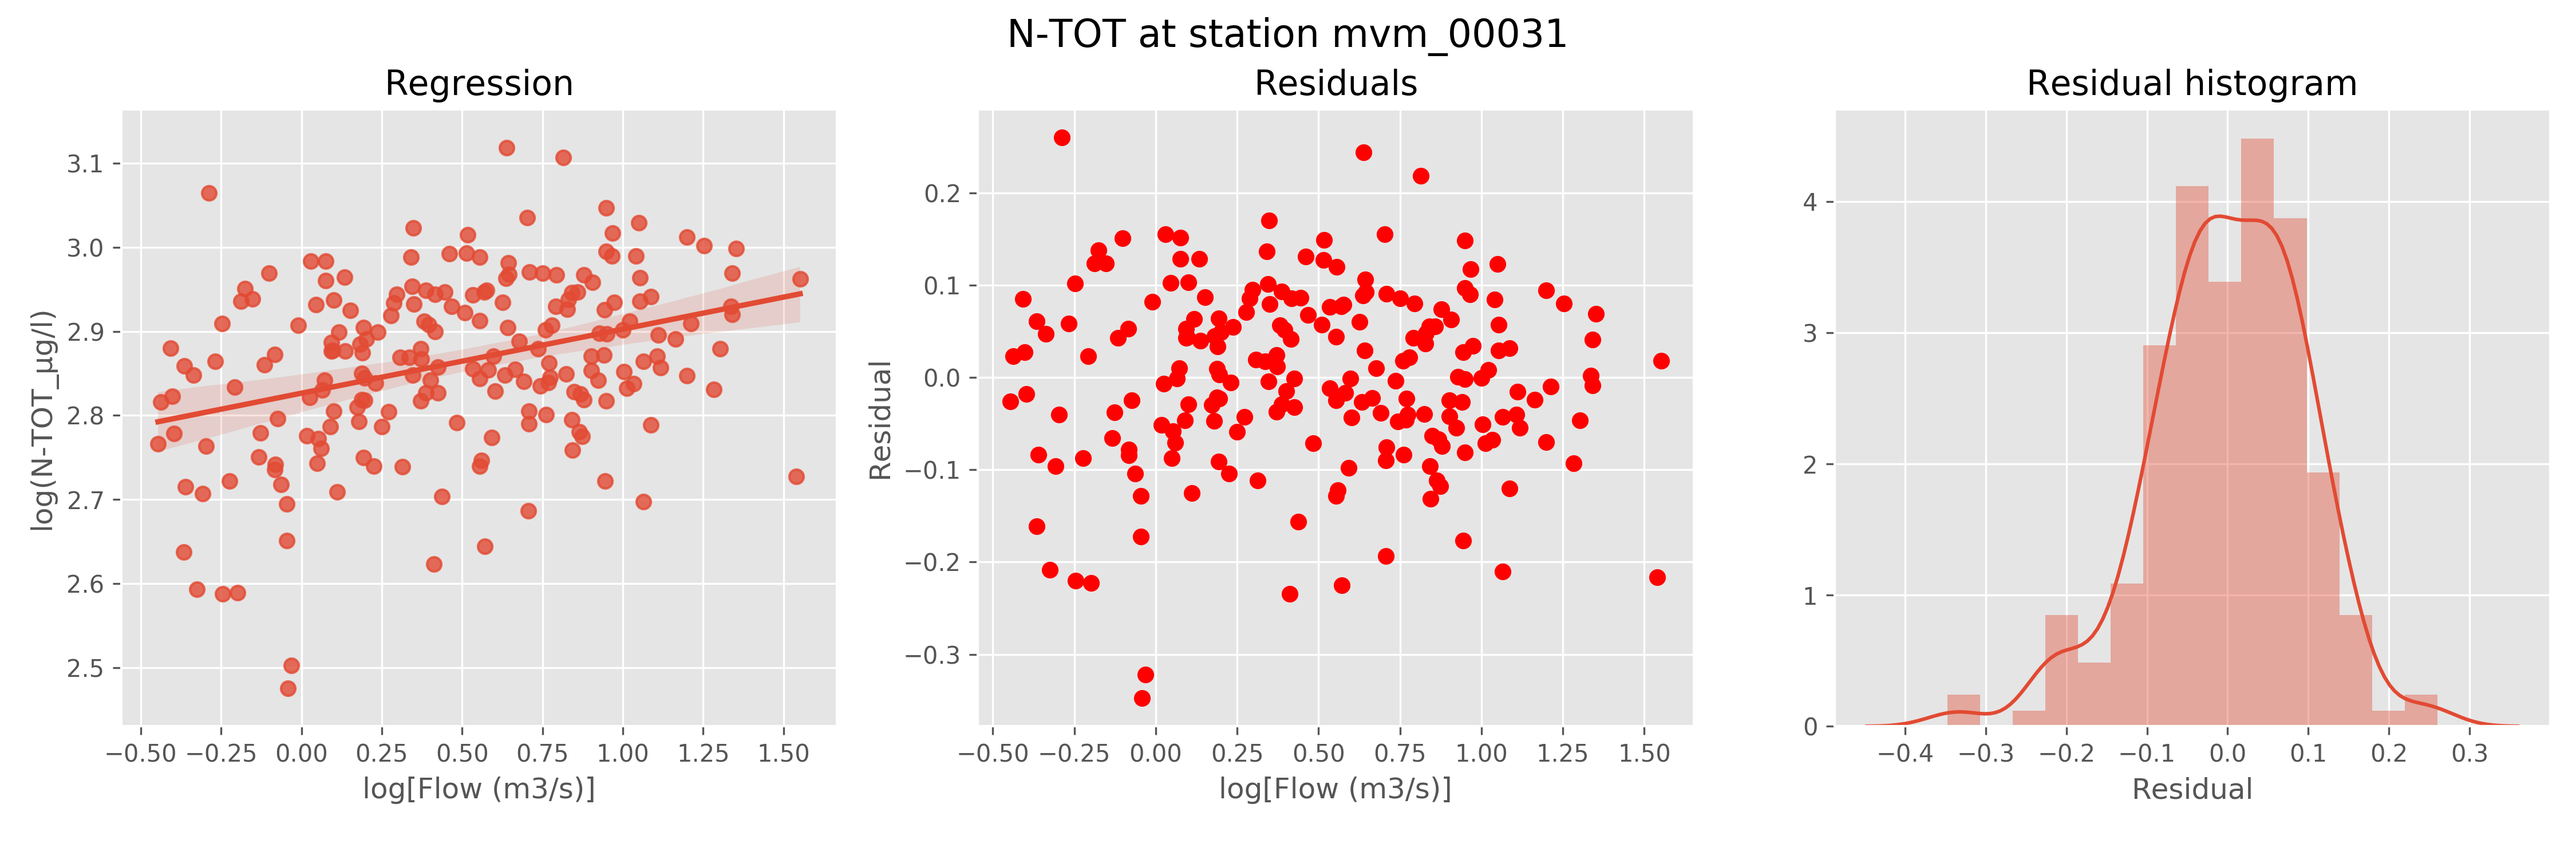 N-TOT at station mvm_00031
Regression
3.1
3.0
2.9
2.8
2.7
2.6
2.5
log(N-TOT_µg/l)
−0.50 −0.25 0.00 0.25 0.50 0.75 1.00 1.25 1.50
log[Flow (m3/s)]
Residuals
0.2
0.1
0.0
−0.1
−0.2
−0.3
Residual
−0.50 −0.25 0.00 0.25 0.50 0.75 1.00 1.25 1.50
log[Flow (m3/s)]
Residual histogram
4
3
2
1
0
−0.4 −0.3 −0.2 −0.1 0.0 0.1 0.2 0.3
Residual